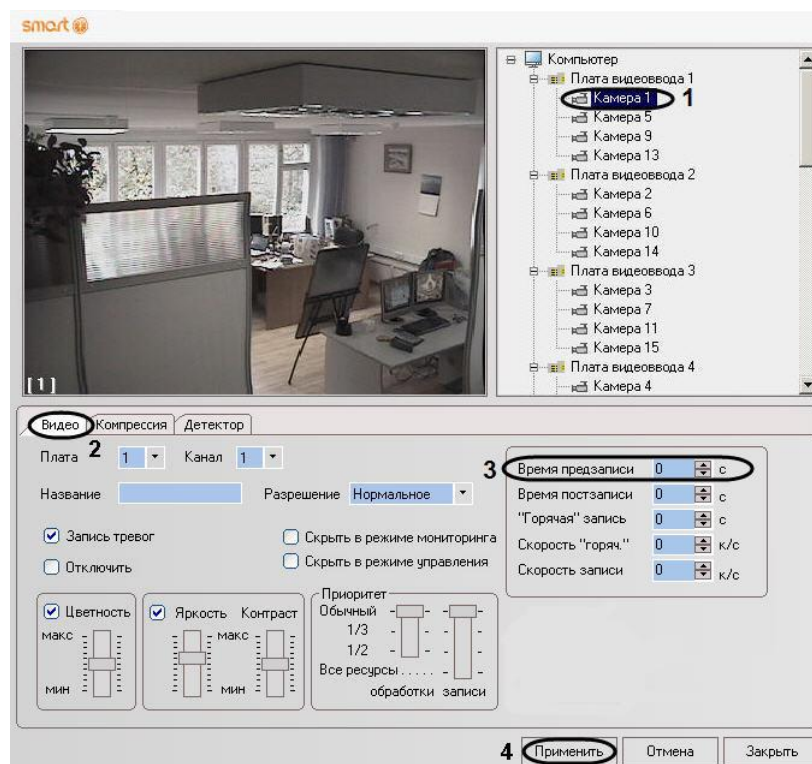 smart
Компьютер
Плата видеоввода 1
Камера 1
1
Камера 5
Камера 9
Камера 13
Плата видеоввода 2
Камера 2
Камера 6
Камера 10
Камера 14
Плата видеоввода 3
Камера 3
Камера 7
Камера 11
Камера 15
Плата видеоввода 4
Камера 4
[1]
Видео Компрессия Детектор
2
Плата 1 Канал 1
Название Разрешение Нормальное
Запись тревог
Отключить
Скрыть в режиме мониторинга
Скрыть в режиме управления
3
Время предзаписи 0 с
Время постзаписи 0 с
"Горячая" запись 0 с
Скорость "горяч." 0 к/с
Скорость записи 0 к/с
Цветность
макс
мин
Яркость Контраст
макс
мин
Приоритет
Обычный
1/3
1/2
Все ресурсы.....
обработки записи
4
Применить Отмена Закрыть